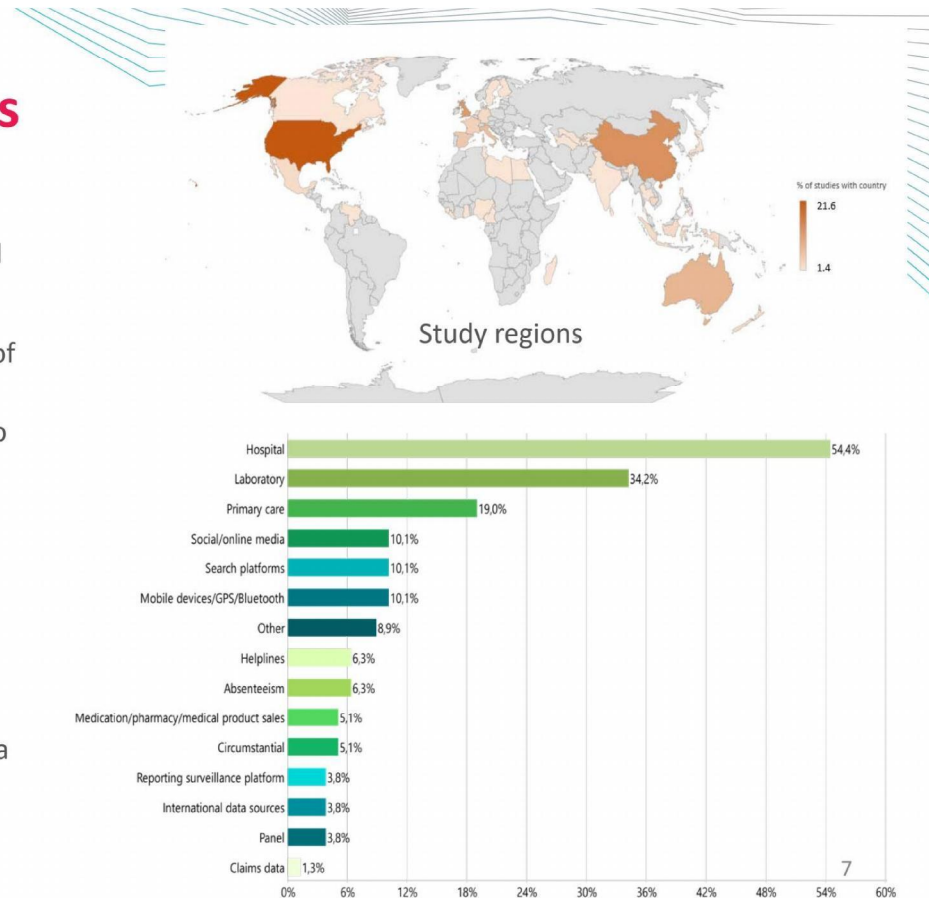 s
of
% of studies with country
21.6
1.4
Study regions
Hospital
54,4%
Laboratory
34,2%
Primary care
19,0%
Social/online media
10,1%
Search platforms
10,1%
Mobile devices/GPS/Bluetooth
10,1%
Other
8,9%
Helplines
6,3%
Absenteeism
6,3%
Medication/pharmacy/medical product sales
5,1%
Circumstantial
5,1%
a
Reporting surveillance platform
3,8%
International data sources
3,8%
Panel
3,8%
Claims data
1,3%
7
0% 6% 12% 18% 24% 30% 36% 42% 48% 54% 60%